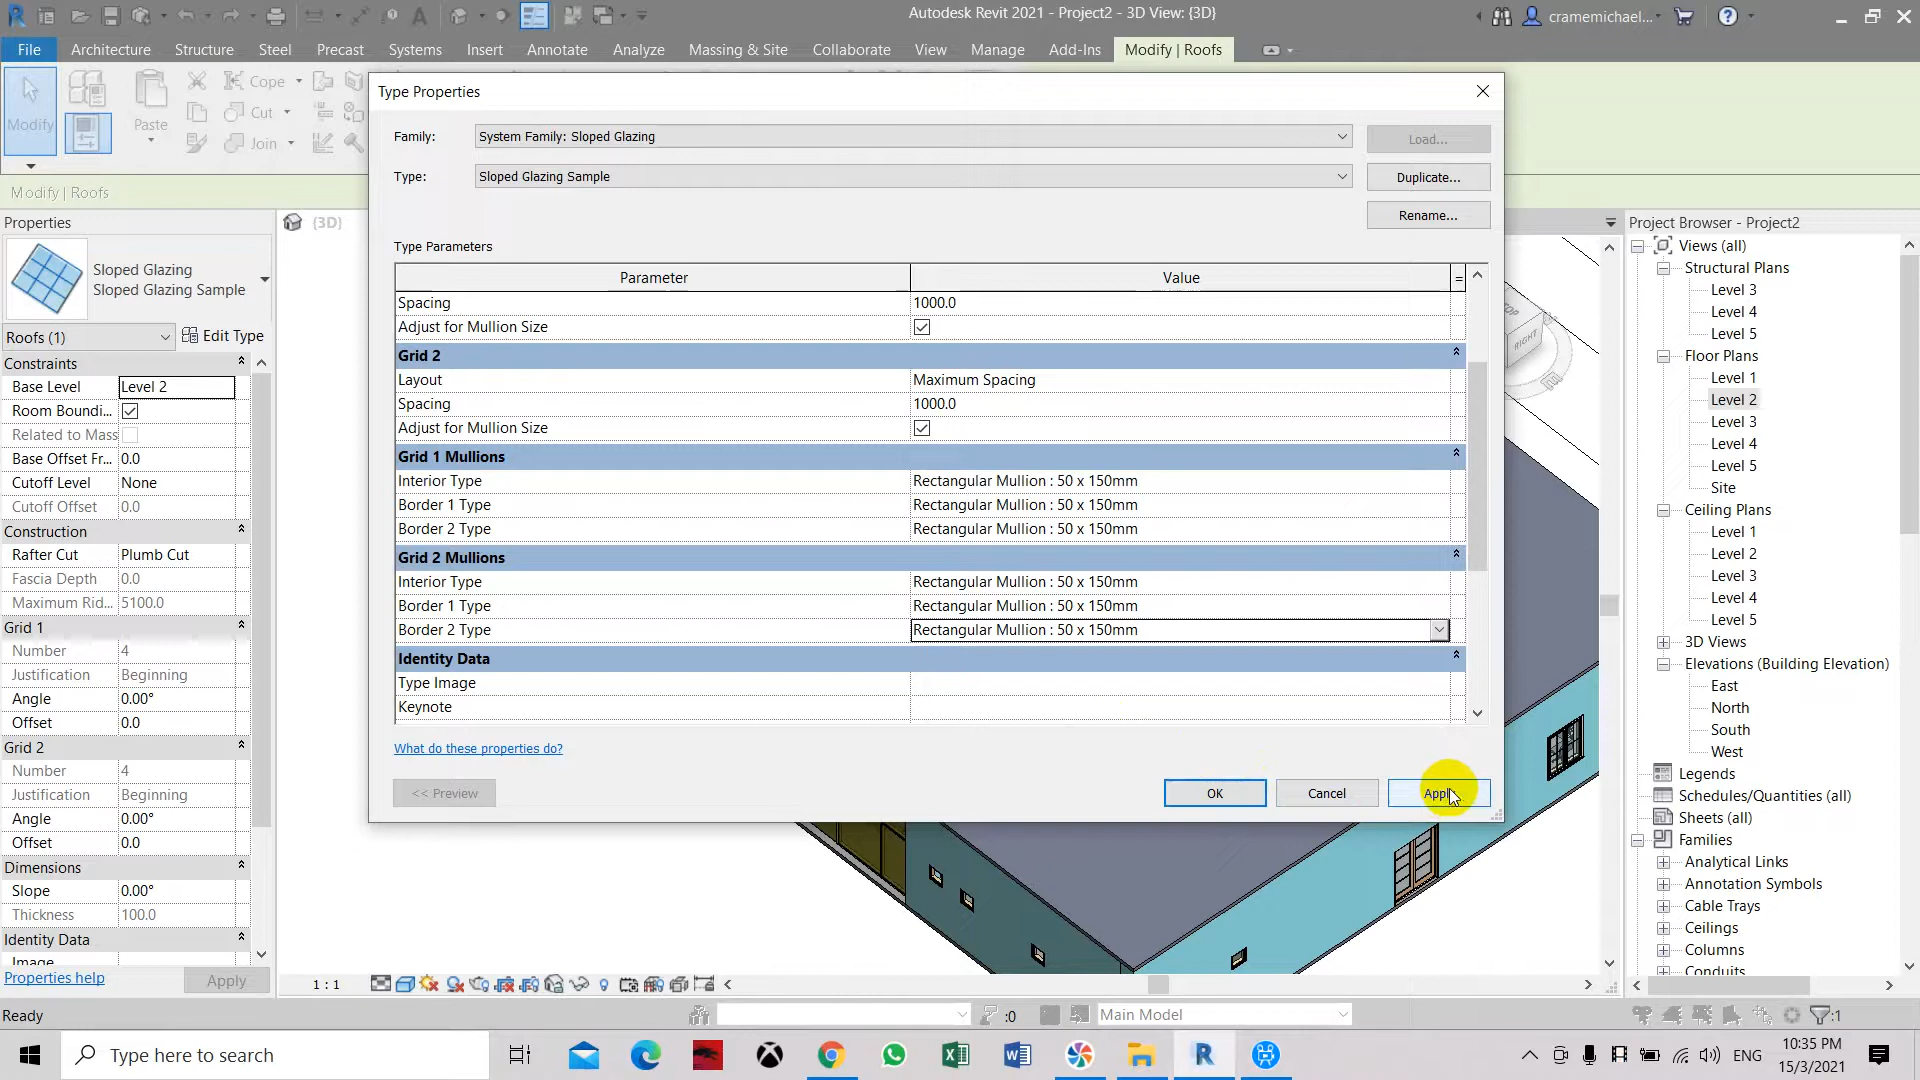 Autodesk Revit 2021 - Project2 - 3D View: {3D}
cramemichael...
File Architecture Structure Steel Precast Systems Insert Annotate Analyze Massing & Site Collaborate View Manage Add-Ins Modify | Roofs
Modify
Paste
Cope
Cut
Join
Modify | Roofs
Type Properties
Family: System Family: Sloped Glazing Load...
Type: Sloped Glazing Sample Duplicate...
Rename...
Type Parameters
Parameter Value =
Spacing 1000.0
Adjust for Mullion Size
Grid 2
Layout Maximum Spacing
Spacing 1000.0
Adjust for Mullion Size
Grid 1 Mullions
Interior Type Rectangular Mullion : 50 x 150mm
Border 1 Type Rectangular Mullion : 50 x 150mm
Border 2 Type Rectangular Mullion : 50 x 150mm
Grid 2 Mullions
Interior Type Rectangular Mullion : 50 x 150mm
Border 1 Type Rectangular Mullion : 50 x 150mm
Border 2 Type Rectangular Mullion : 50 x 150mm
Identity Data
Type Image
Keynote
What do these properties do?
<< Preview OK Cancel Apply
Properties
Sloped Glazing
Sloped Glazing Sample
Roofs (1) Edit Type
Constraints
Base Level Level 2
Room Boundi...
Related to Mass
Base Offset Fr... 0.0
Cutoff Level None
Cutoff Offset 0.0
Construction
Rafter Cut Plumb Cut
Fascia Depth 0.0
Maximum Rid... 5100.0
Grid 1
Number 4
Justification Beginning
Angle 0.00°
Offset 0.0
Grid 2
Number 4
Justification Beginning
Angle 0.00°
Offset 0.0
Dimensions
Slope 0.00°
Thickness 100.0
Identity Data
Image
Properties help Apply
{3D}
RIGHT
1 : 1
Project Browser - Project2
Views (all)
Structural Plans
Level 3
Level 4
Level 5
Floor Plans
Level 1
Level 2
Level 3
Level 4
Level 5
Site
Ceiling Plans
Level 1
Level 2
Level 3
Level 4
Level 5
3D Views
Elevations (Building Elevation)
East
North
South
West
Legends
Schedules/Quantities (all)
Sheets (all)
Families
Analytical Links
Annotation Symbols
Cable Trays
Ceilings
Columns
Conduits
Ready :0 Main Model :1
Type here to search
ENG
10:35 PM
15/3/2021